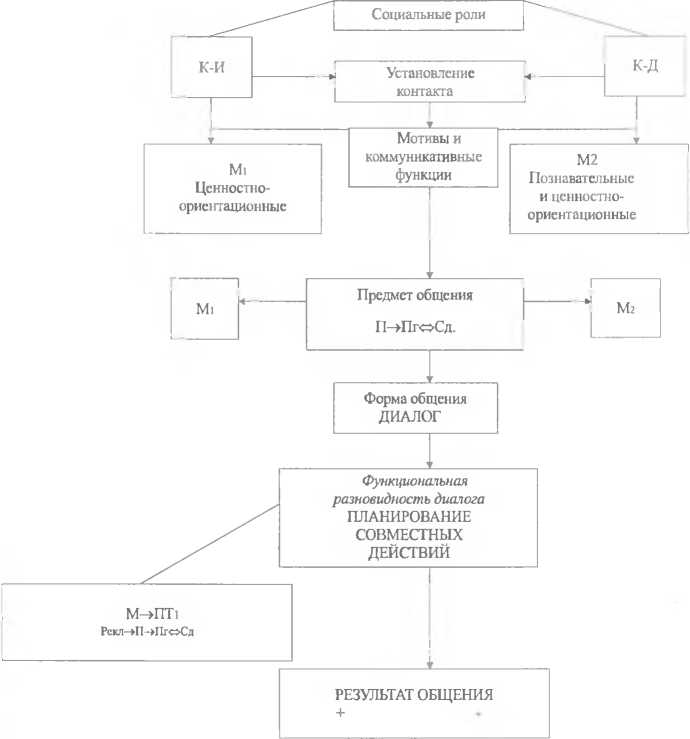 Социальные роли
К-И
Установление
контакта
К-Д
Мотивы и
коммуникативные
функции
М1
Ценностно-
ориентационные
М2
Познавательные
и ценностно-
ориентационные
М1
Предмет общения
П→Пг⇔Сд.
М2
Форма общения
ДИАЛОГ
Функциональная
разновидность диалога
ПЛАНИРОВАНИЕ
СОВМЕСТНЫХ
ДЕЙСТВИЙ
М→ПТ1
Рекл→П→Пг⇔Сд
РЕЗУЛЬТАТ ОБЩЕНИЯ
+